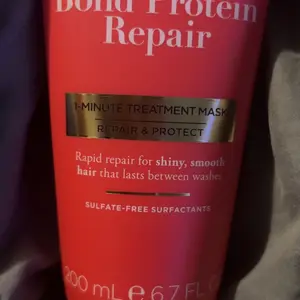 Bond Protein
Repair
1-MINUTE TREATMENT MASK
REPAIR & PROTECT
Rapid repair for shiny, smooth
hair that lasts between washes.
SULFATE-FREE SURFACTANTS
200 mL e 6.7 FL